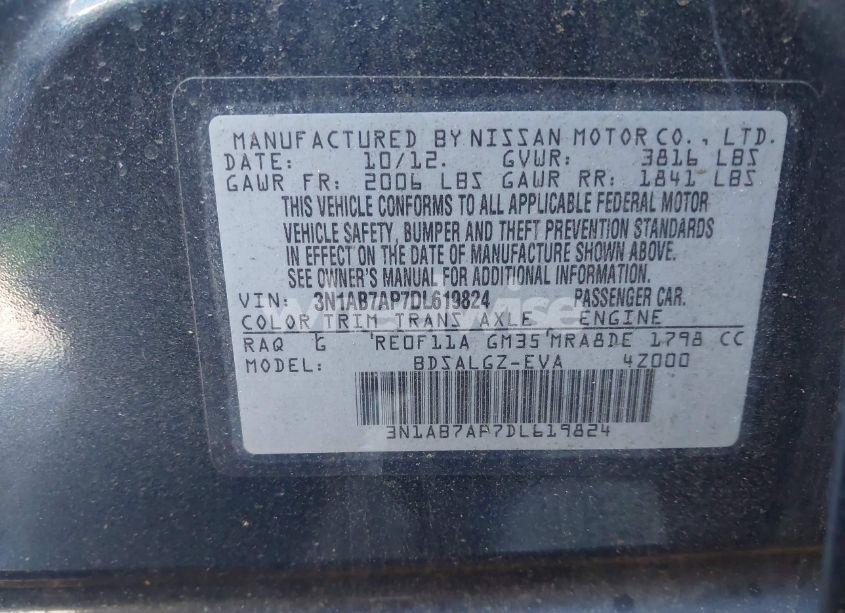 MANUFACTURED BY NISSAN MOTOR CO., LTD.
DATE: 10/12. GVWR: 3816 LBS
GAWR FR: 2006 LBS GAWR RR: 1841 LBS
THIS VEHICLE CONFORMS TO ALL APPLICABLE FEDERAL MOTOR
VEHICLE SAFETY, BUMPER AND THEFT PREVENTION STANDARDS
IN EFFECT ON THE DATE OF MANUFACTURE SHOWN ABOVE.
SEE OWNER'S MANUAL FOR ADDITIONAL INFORMATION.
VIN: 3N1AB7AP7DL619824 PASSENGER CAR.
COLOR TRIM TRANS AXLE ENGINE
RAQ G RE0F11A GM35 MRA8DE 1798 CC
MODEL: BDSALGZ-EVA 4Z000
3N1AB7AP7DL619824